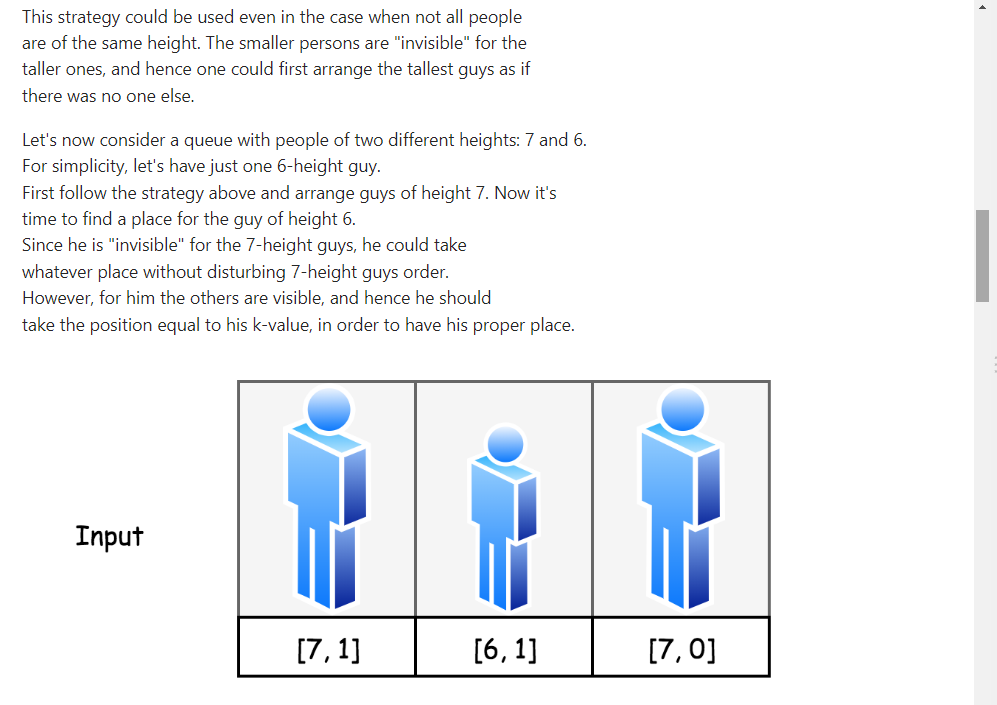 This strategy could be used even in the case when not all people
are of the same height. The smaller persons are "invisible" for the
taller ones, and hence one could first arrange the tallest guys as if
there was no one else.
Let's now consider a queue with people of two different heights: 7 and 6.
For simplicity, let's have just one 6-height guy.
First follow the strategy above and arrange guys of height 7. Now it's
time to find a place for the guy of height 6.
Since he is "invisible" for the 7-height guys, he could take
whatever place without disturbing 7-height guys order.
However, for him the others are visible, and hence he should
take the position equal to his k-value, in order to have his proper place.
Input
[7, 1] [6, 1] [7, 0]